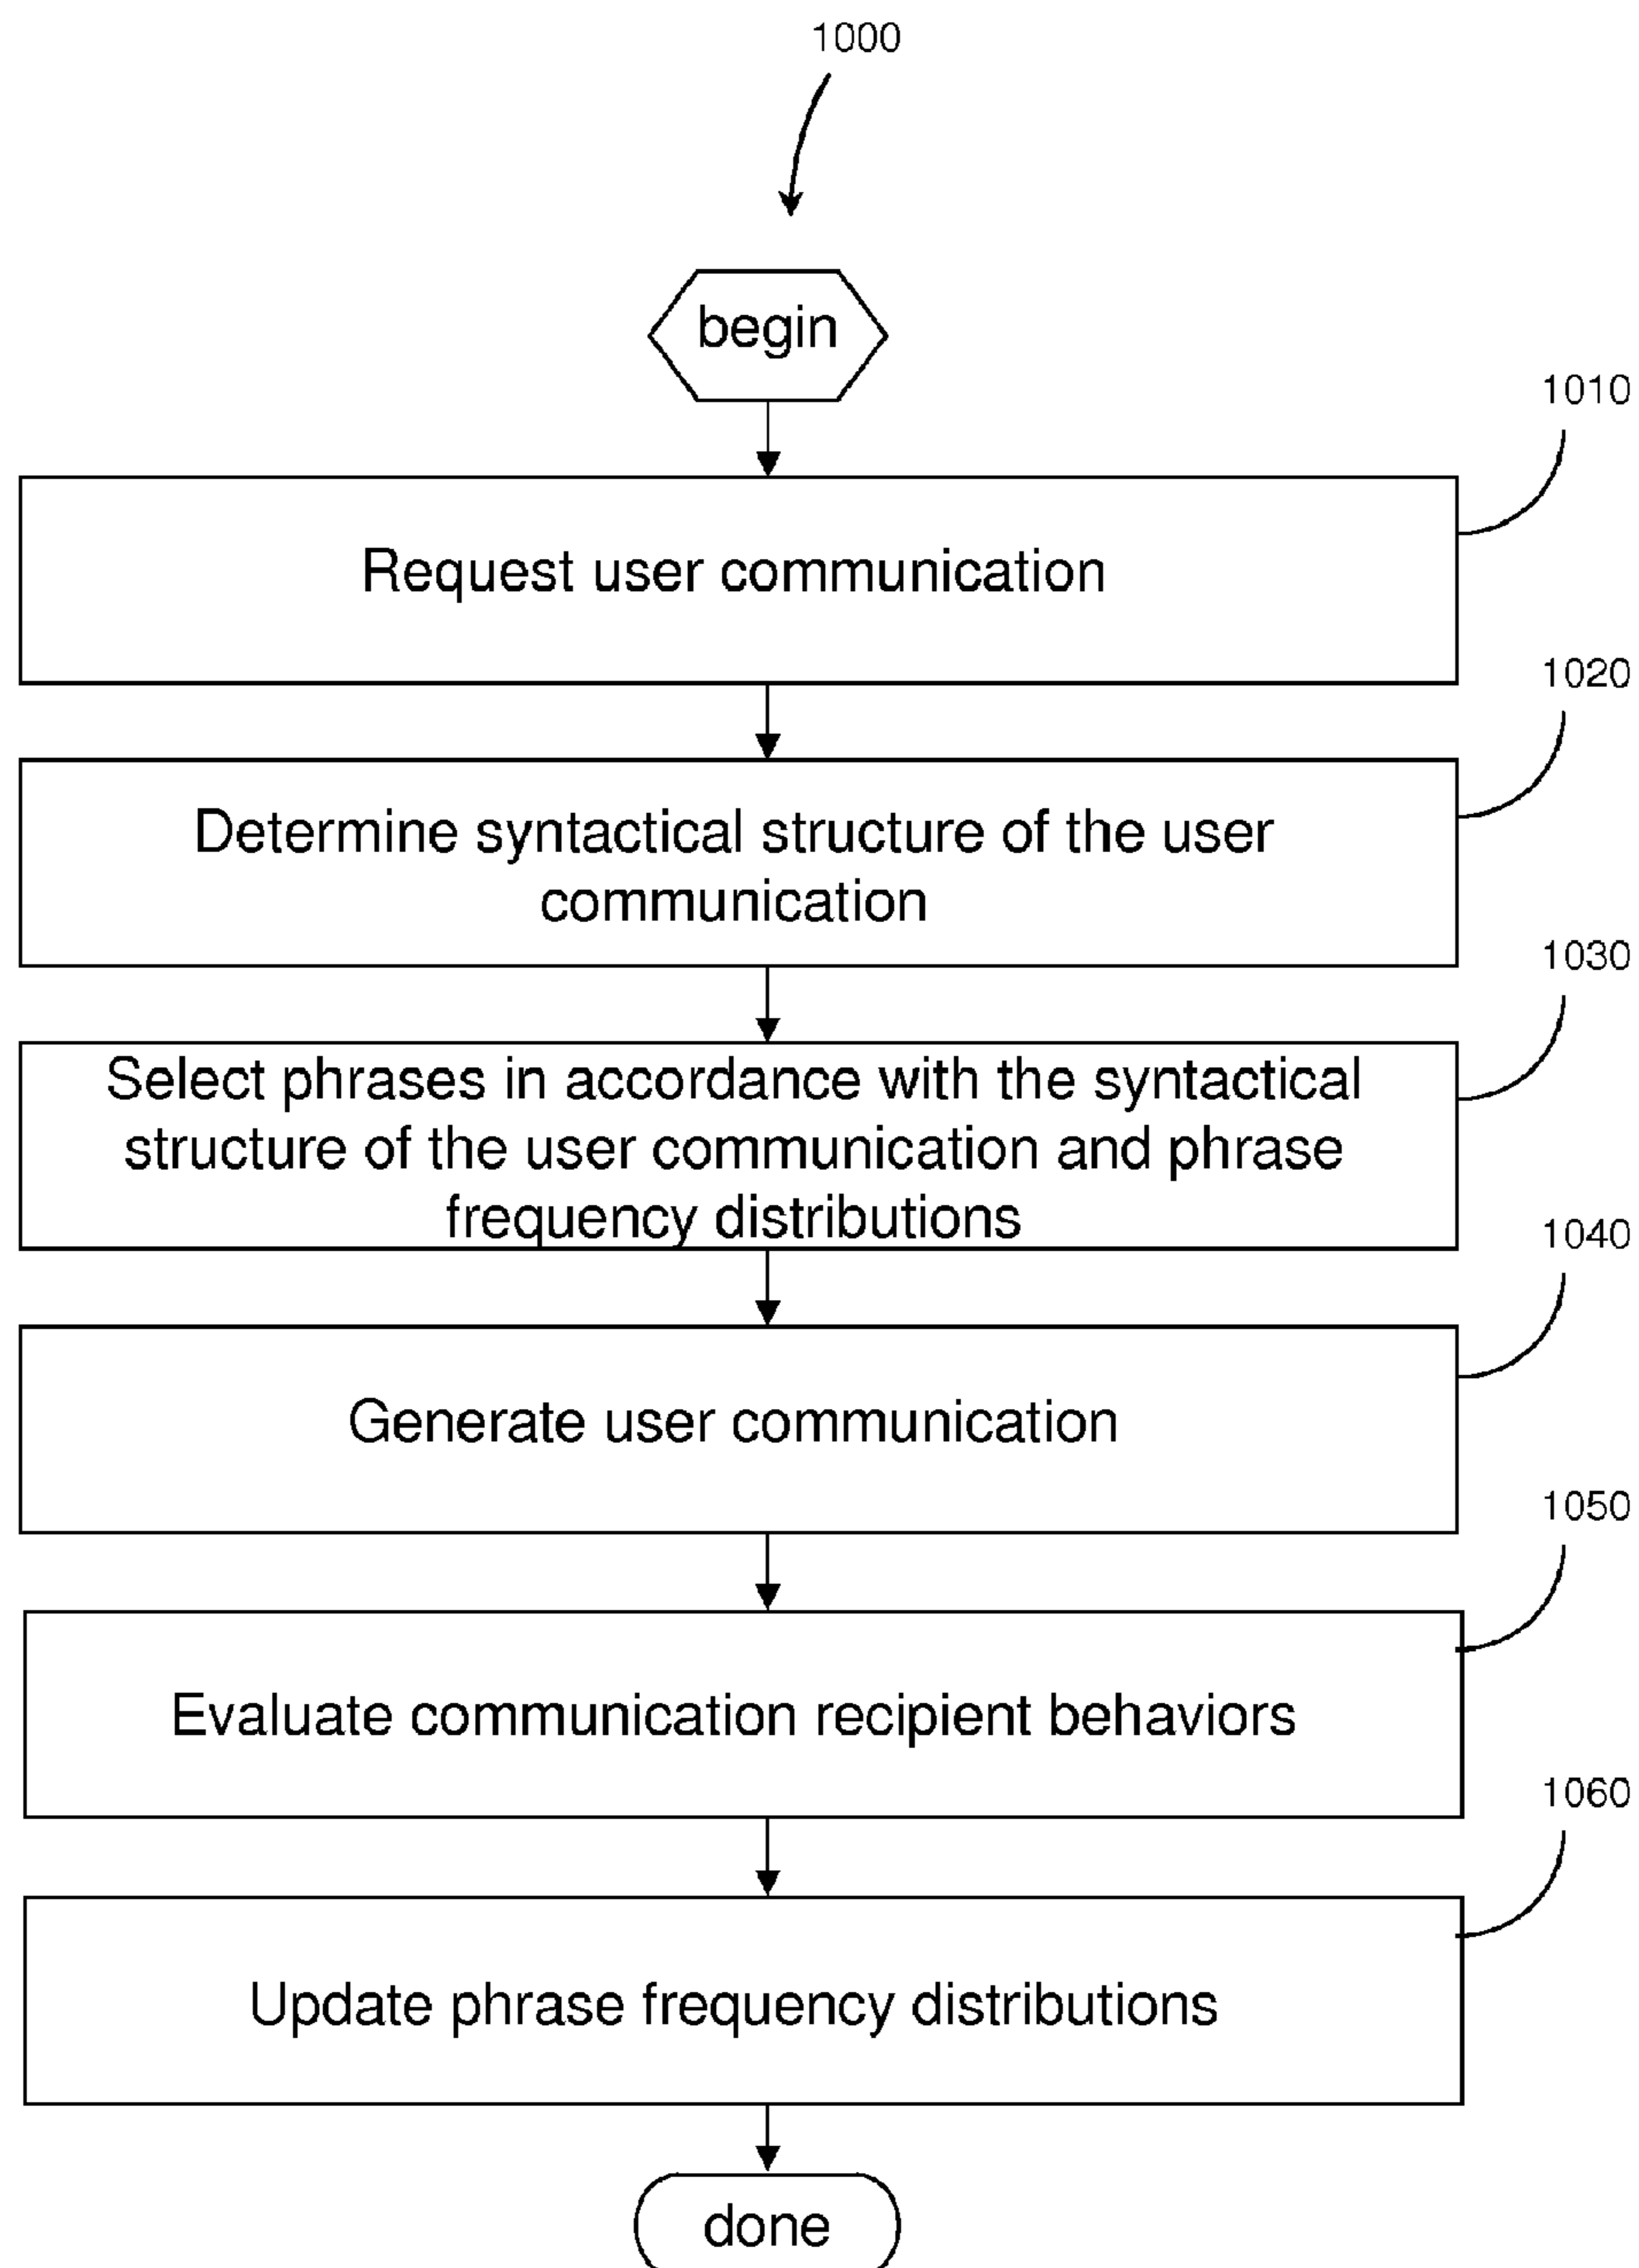 1000
begin
1010
Request user communication
1020
Determine syntactical structure of the user
communication
1030
Select phrases in accordance with the syntactical
structure of the user communication and phrase
frequency distributions
1040
Generate user communication
1050
Evaluate communication recipient behaviors
1060
Update phrase frequency distributions
done